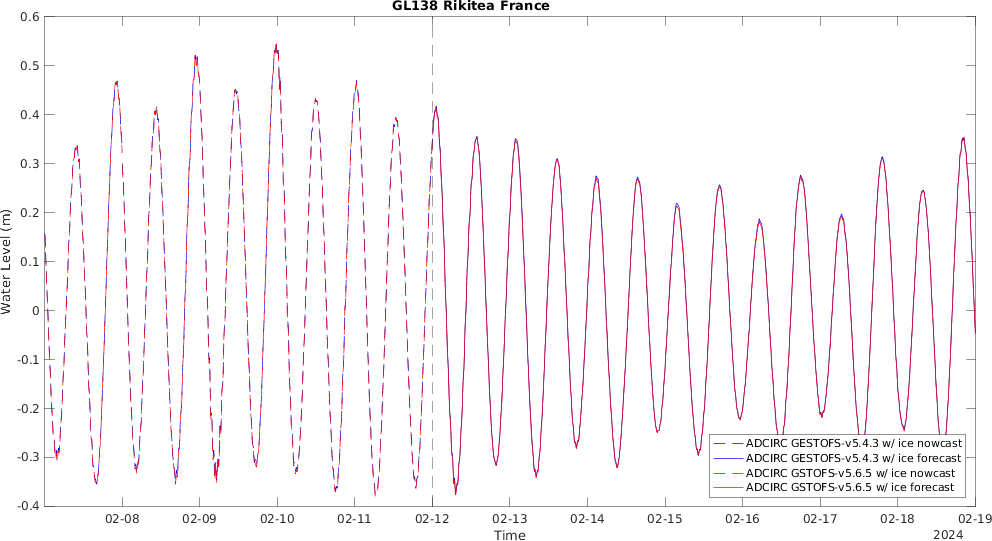 GL138 Rikitea France
0.6
0.5
0.4
0.3
0.2
0.1
0
-0.1
-0.2
-0.3
-0.4
Water Level (m)
ADCIRC GESTOFS-v5.4.3 w/ ice nowcast
ADCIRC GESTOFS-v5.4.3 w/ ice forecast
ADCIRC GSTOFS-v5.6.5 w/ ice nowcast
ADCIRC GSTOFS-v5.6.5 w/ ice forecast
02-08 02-09 02-10 02-11 02-12 02-13 02-14 02-15 02-16 02-17 02-18 02-19
Time
2024